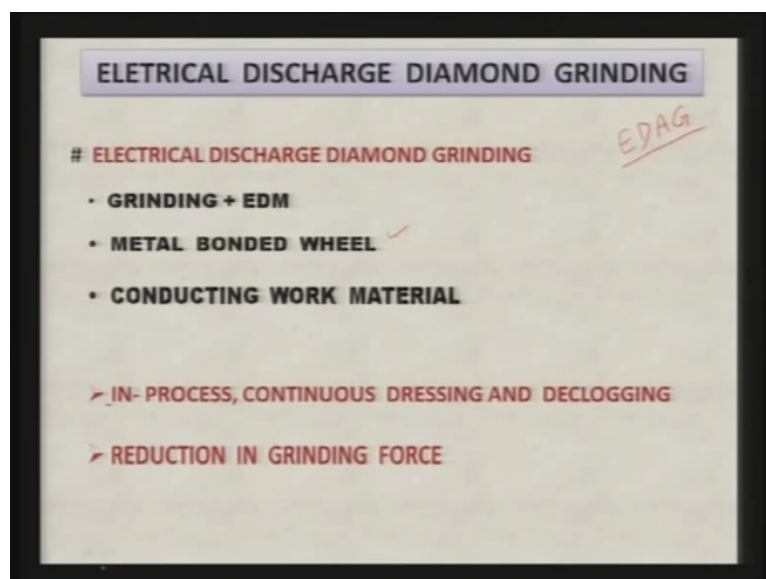 ELETRICAL DISCHARGE DIAMOND GRINDING
EDAG
# ELECTRICAL DISCHARGE DIAMOND GRINDING
· GRINDING + EDM
• METAL BONDED WHEEL ✓
• CONDUCTING WORK MATERIAL
➢ IN- PROCESS, CONTINUOUS DRESSING AND DECLOGGING
➢ REDUCTION IN GRINDING FORCE